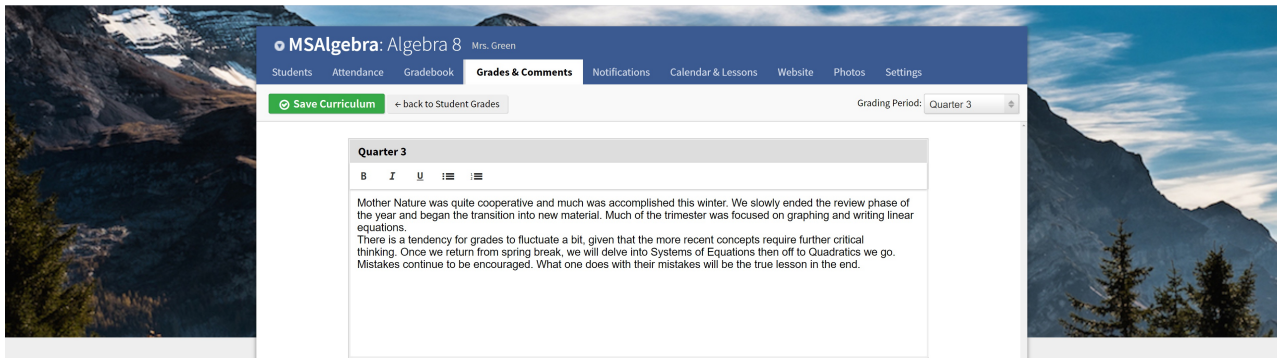 MSAlgebra: Algebra 8 Mrs. Green
Students Attendance Gradebook Grades & Comments Notifications Calendar & Lessons Website Photos Settings
Save Curriculum ← back to Student Grades Grading Period: Quarter 3
Quarter 3
B I U
Mother Nature was quite cooperative and much was accomplished this winter. We slowly ended the review phase of
the year and began the transition into new material. Much of the trimester was focused on graphing and writing linear
equations.
There is a tendency for grades to fluctuate a bit, given that the more recent concepts require further critical
thinking. Once we return from spring break, we will delve into Systems of Equations then off to Quadratics we go.
Mistakes continue to be encouraged. What one does with their mistakes will be the true lesson in the end.